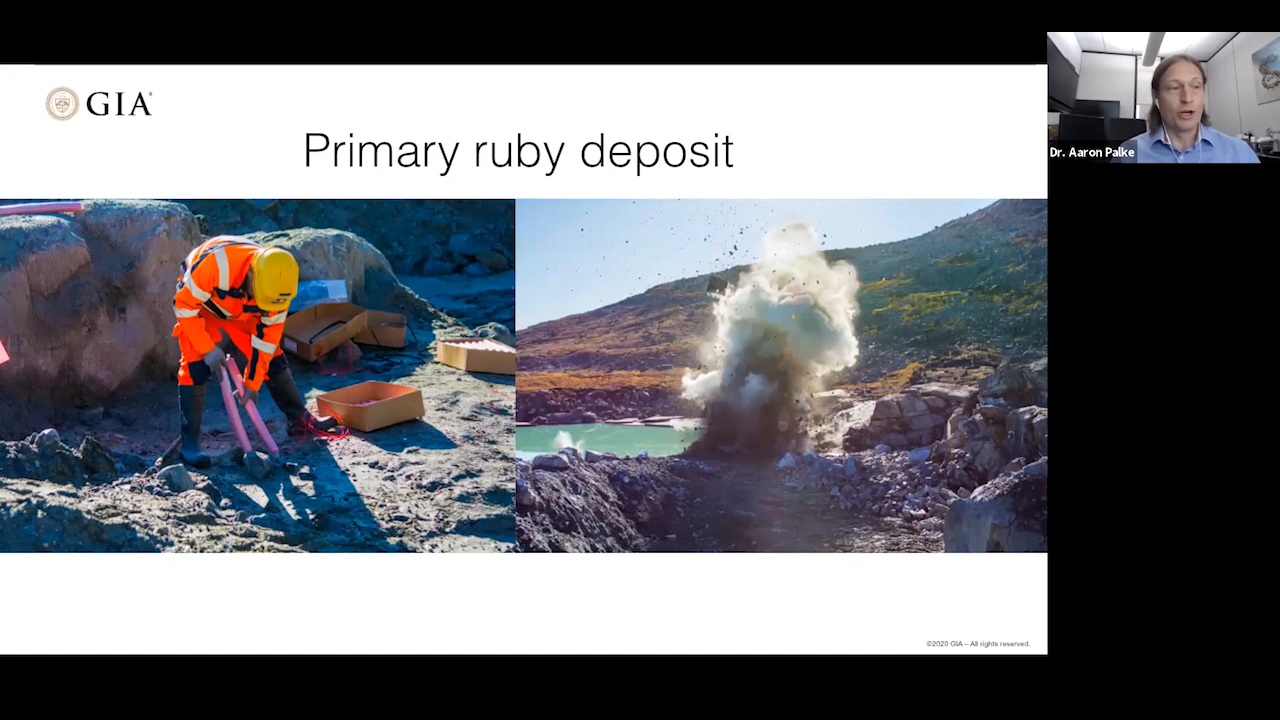 GIA
Primary ruby deposit
Dr. Aaron Palke
©2020 GIA – All rights reserved.